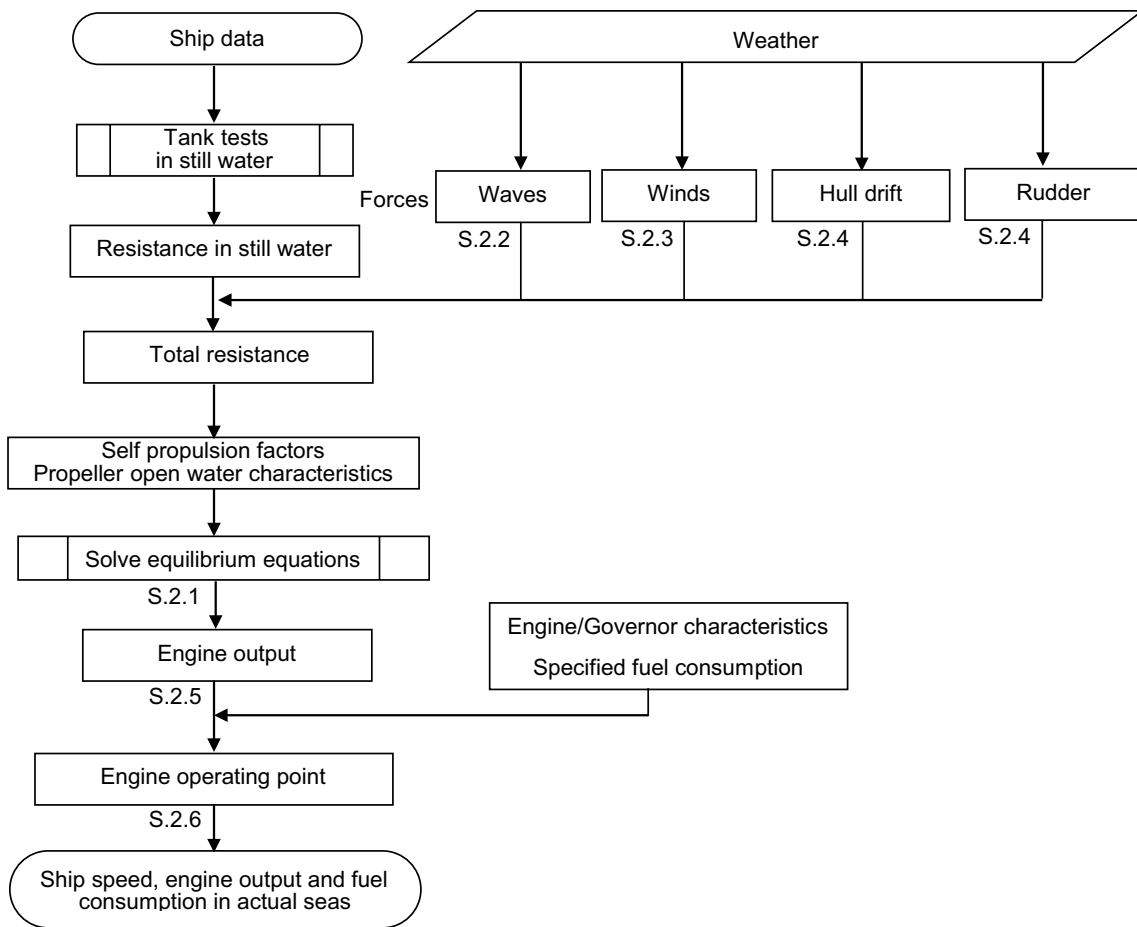 Ship data
Weather
Tank tests
in still water
Forces
Waves
Winds
Hull drift
Rudder
S.2.2
S.2.3
S.2.4
S.2.4
Resistance in still water
Total resistance
Self propulsion factors
Propeller open water characteristics
Solve equilibrium equations
S.2.1
Engine/Governor characteristics
Specified fuel consumption
Engine output
S.2.5
Engine operating point
S.2.6
Ship speed, engine output and fuel
consumption in actual seas